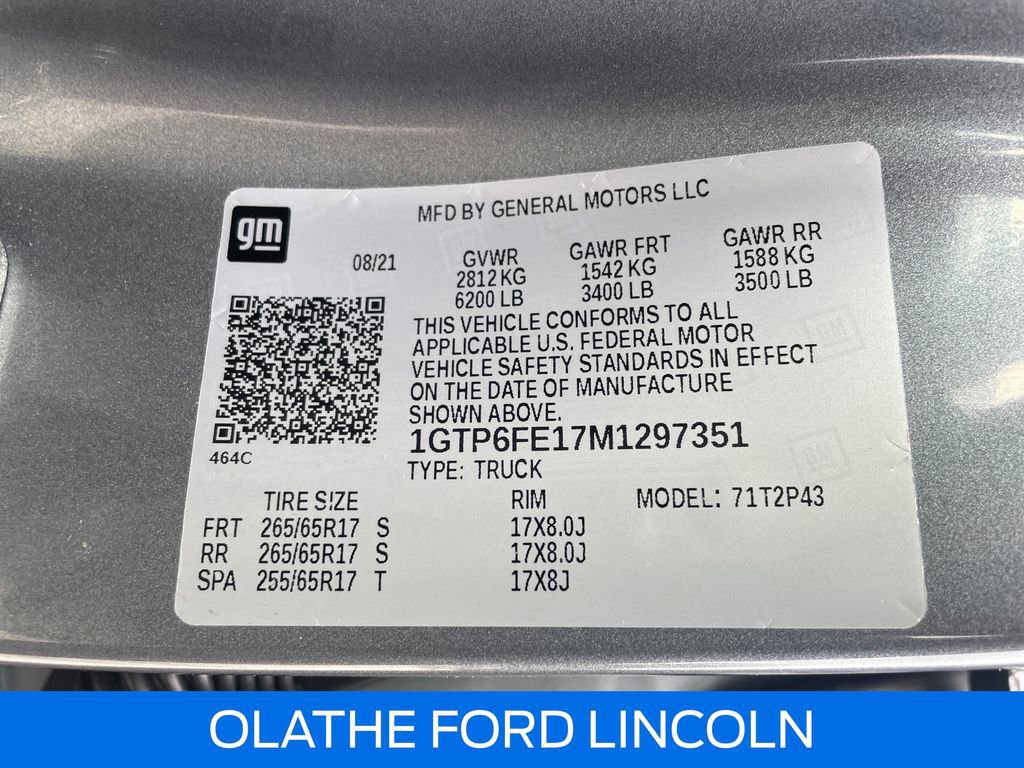 gm
MFD BY GENERAL MOTORS LLC
08/21
GVWR GAWR FRT GAWR RR
2812 KG 1542 KG 1588 KG
6200 LB 3400 LB 3500 LB
THIS VEHICLE CONFORMS TO ALL
APPLICABLE U.S. FEDERAL MOTOR
VEHICLE SAFETY STANDARDS IN EFFECT
ON THE DATE OF MANUFACTURE
SHOWN ABOVE.
1GTP6FE17M1297351
464C
TYPE: TRUCK
TIRE SIZE RIM MODEL: 71T2P43
FRT 265/65R17 S 17X8.0J
RR 265/65R17 S 17X8.0J
SPA 255/65R17 T 17X8J
OLATHE FORD LINCOLN